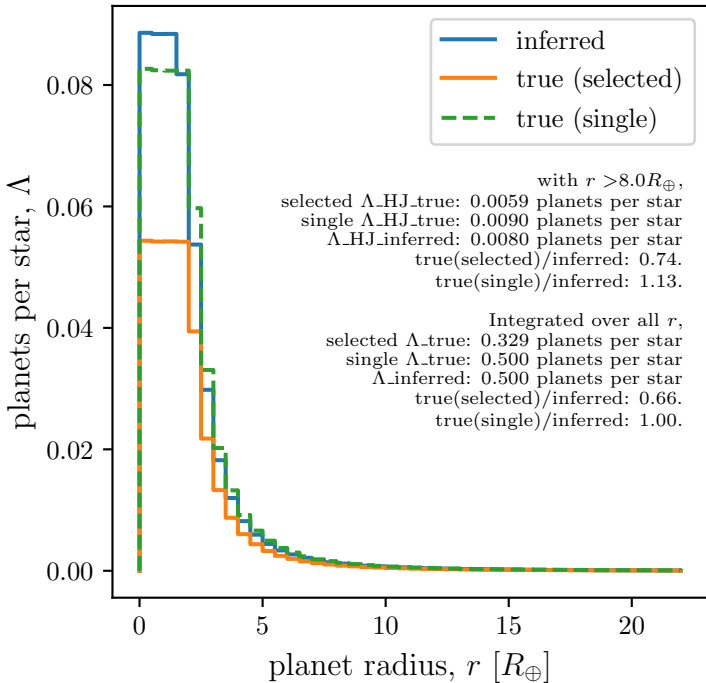 inferred
true (selected)
true (single)
with r >8.0R⊕,
selected Λ_HJ_true: 0.0059 planets per star
single Λ_HJ_true: 0.0090 planets per star
Λ_HJ_inferred: 0.0080 planets per star
true(selected)/inferred: 0.74.
true(single)/inferred: 1.13.
Integrated over all r,
selected Λ_true: 0.329 planets per star
single Λ_true: 0.500 planets per star
Λ_inferred: 0.500 planets per star
true(selected)/inferred: 0.66.
true(single)/inferred: 1.00.
planets per star, Λ
0.08
0.06
0.04
0.02
0.00
0 5 10 15 20
planet radius, r [R⊕]